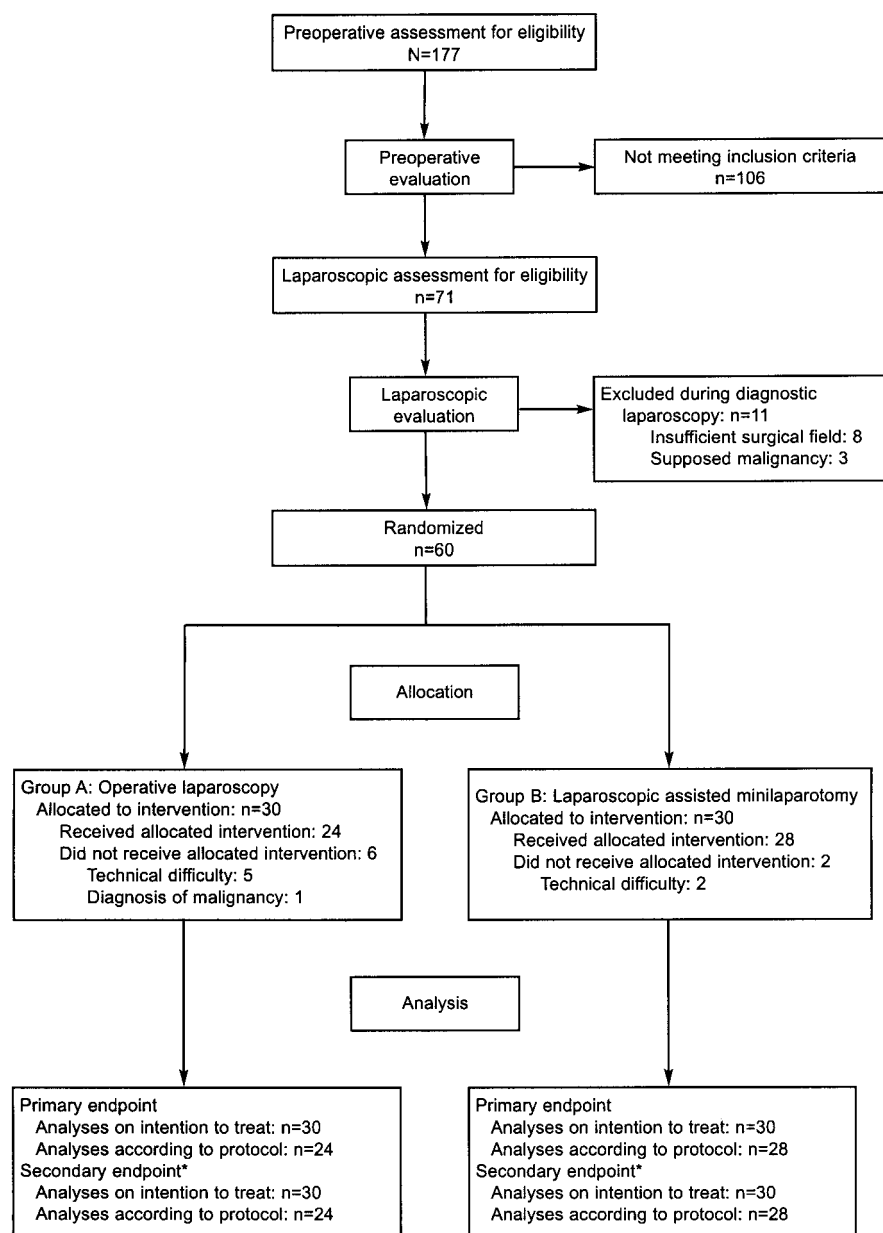 Preoperative assessment for eligibility
N=177
Preoperative
evaluation
Not meeting inclusion criteria
n=106
Laparoscopic assessment for eligibility
n=71
Laparoscopic
evaluation
Excluded during diagnostic
laparoscopy: n=11
Insufficient surgical field: 8
Supposed malignancy: 3
Randomized
n=60
Allocation
Group A: Operative laparoscopy
Allocated to intervention: n=30
Received allocated intervention: 24
Did not receive allocated intervention: 6
Technical difficulty: 5
Diagnosis of malignancy: 1
Group B: Laparoscopic assisted minilaparotomy
Allocated to intervention: n=30
Received allocated intervention: 28
Did not receive allocated intervention: 2
Technical difficulty: 2
Analysis
Primary endpoint
Analyses on intention to treat: n=30
Analyses according to protocol: n=24
Secondary endpoint*
Analyses on intention to treat: n=30
Analyses according to protocol: n=24
Primary endpoint
Analyses on intention to treat: n=30
Analyses according to protocol: n=28
Secondary endpoint*
Analyses on intention to treat: n=30
Analyses according to protocol: n=28